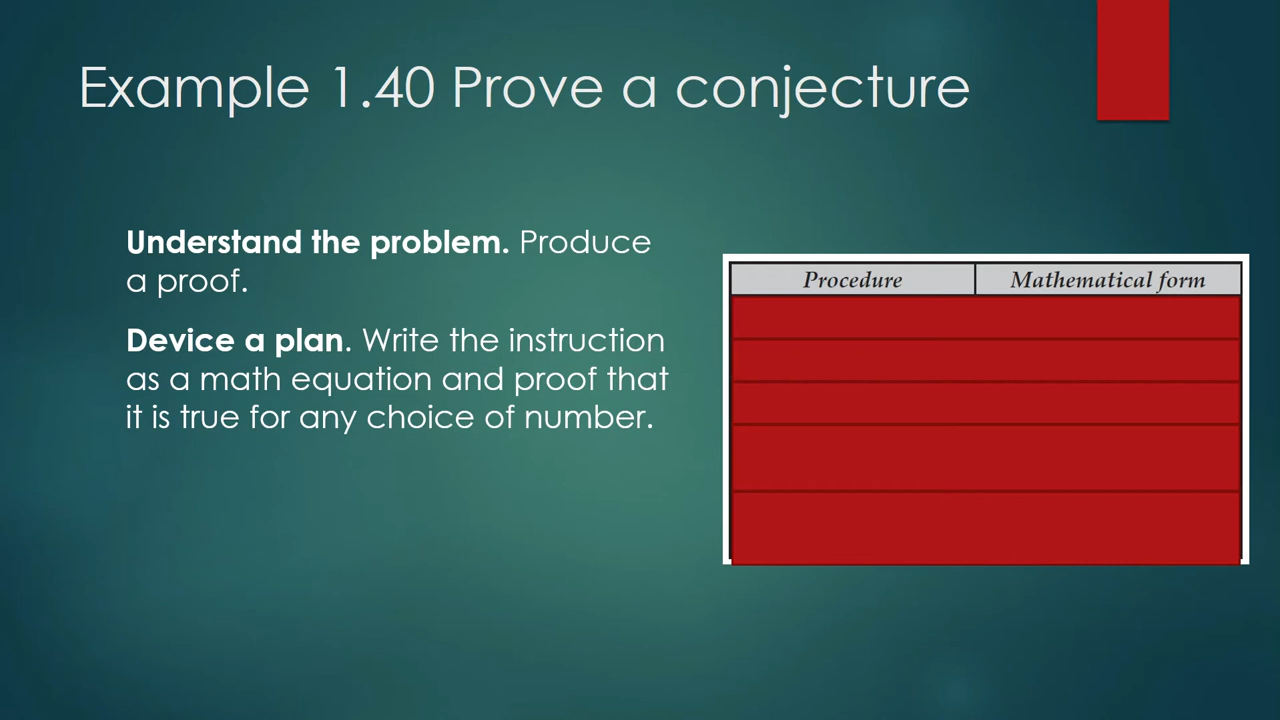 Example 1.40 Prove a conjecture
Understand the problem. Produce
a proof.
Device a plan. Write the instruction
as a math equation and proof that
it is true for any choice of number.
Procedure
Mathematical form